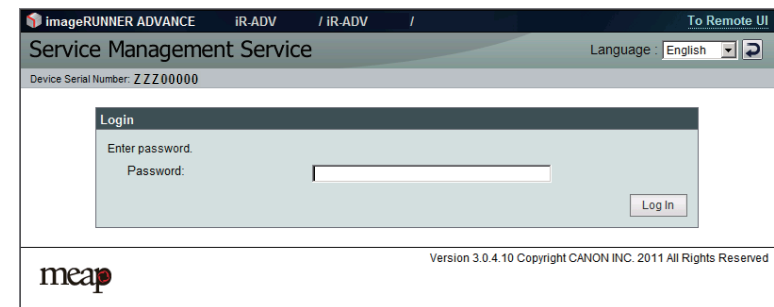 imageRUNNER ADVANCE iR-ADV / iR-ADV / To Remote UI
Service Management Service Language : English
Device Serial Number: ZZZ00000
Login
Enter password.
Password:
Log In
Version 3.0.4.10 Copyright CANON INC. 2011 All Rights Reserved
meap